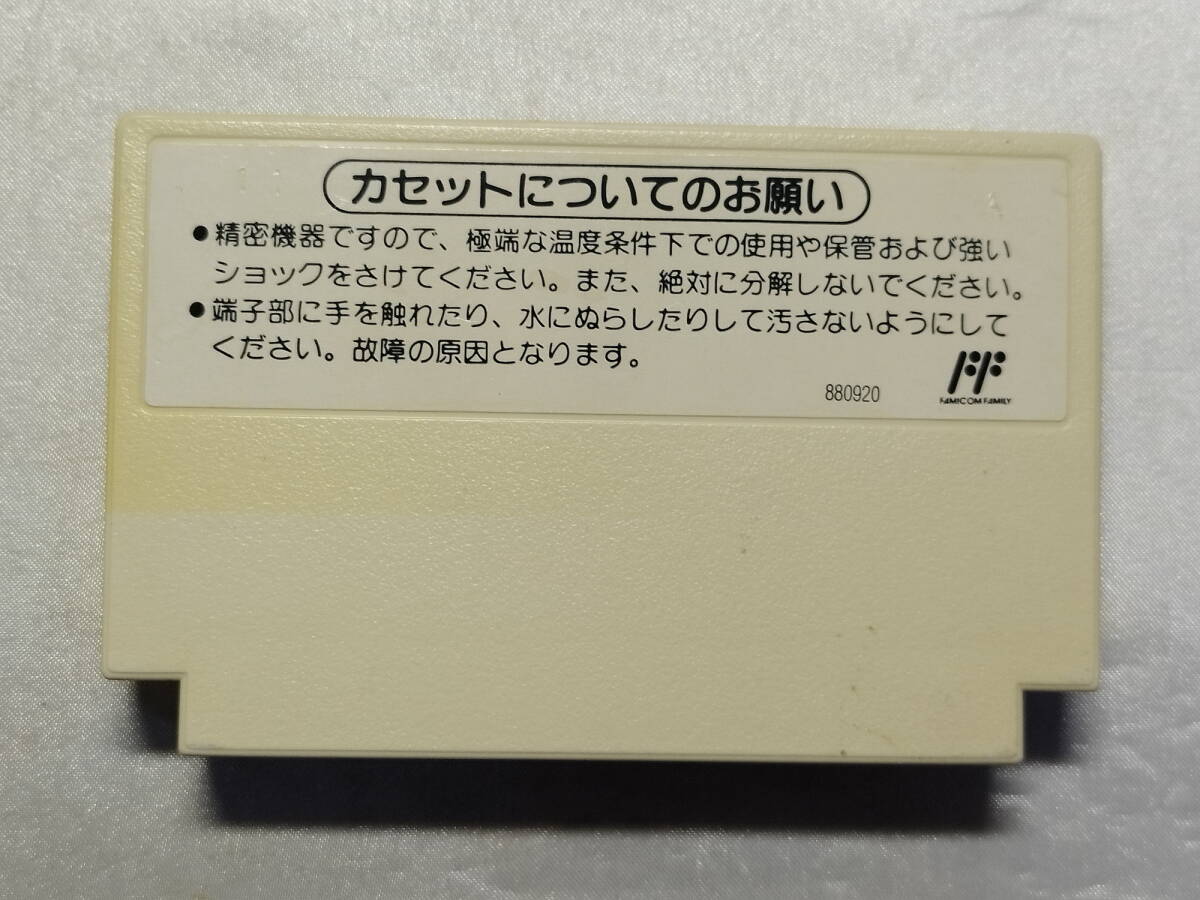 カセットについてのお願い
●精密機器ですので、極端な温度条件下での使用や保管および強い
ショックをさけてください。また、絶対に分解しないでください。
●端子部に手を触れたり、水にぬらしたりして汚さないようにして
ください。故障の原因となります。
880920
FAMICOM FAMILY